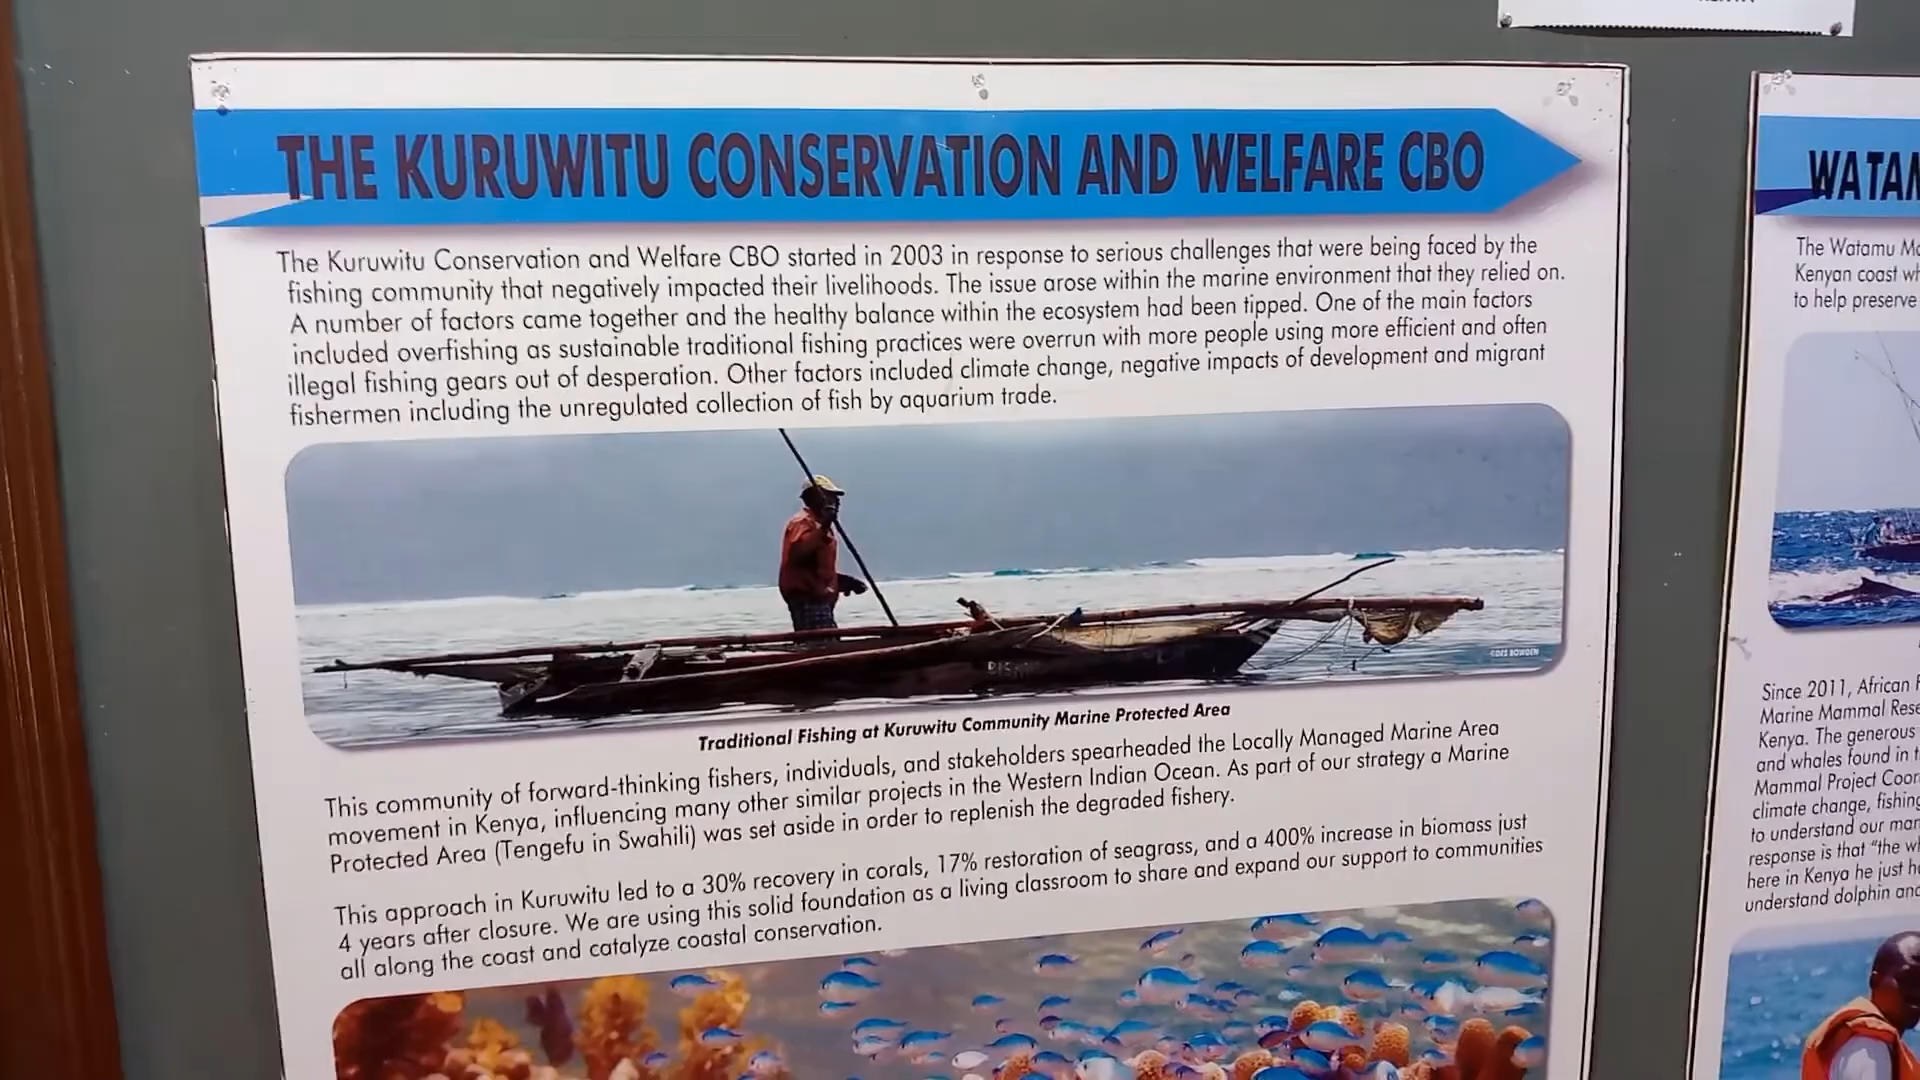 THE KURUWITU CONSERVATION AND WELFARE CBO
The Kuruwitu Conservation and Welfare CBO started in 2003 in response to serious challenges that were being faced by the
fishing community that negatively impacted their livelihoods. The issue arose within the marine environment that they relied on.
A number of factors came together and the healthy balance within the ecosystem had been tipped. One of the main factors
included overfishing as sustainable traditional fishing practices were overrun with more people using more efficient and often
illegal fishing gears out of desperation. Other factors included climate change, negative impacts of development and migrant
fishermen including the unregulated collection of fish by aquarium trade.
©DES BOWDEN
Traditional Fishing at Kuruwitu Community Marine Protected Area
This community of forward-thinking fishers, individuals, and stakeholders spearheaded the Locally Managed Marine Area
movement in Kenya, influencing many other similar projects in the Western Indian Ocean. As part of our strategy a Marine
Protected Area (Tengefu in Swahili) was set aside in order to replenish the degraded fishery.
This approach in Kuruwitu led to a 30% recovery in corals, 17% restoration of seagrass, and a 400% increase in biomass just
4 years after closure. We are using this solid foundation as a living classroom to share and expand our support to communities
all along the coast and catalyze coastal conservation.
The Watamu
Kenyan coast
to help preserve
Since 2011, African
Marine Mammal
Kenya. The generous
and whales found in
Mammal Project
climate change, fishing
to understand our
response is that "the
here in Kenya he just
understand dolphin